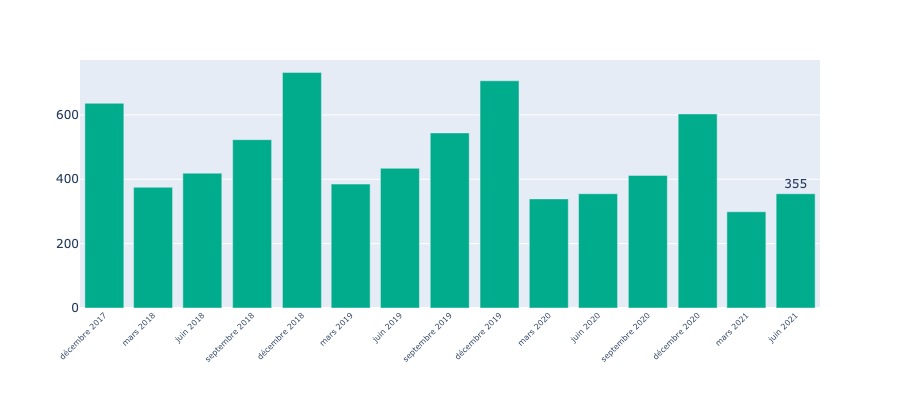 600
400
200
0
355
décembre 2017
mars 2018
juin 2018
septembre 2018
décembre 2018
mars 2019
juin 2019
septembre 2019
décembre 2019
mars 2020
juin 2020
septembre 2020
décembre 2020
mars 2021
juin 2021